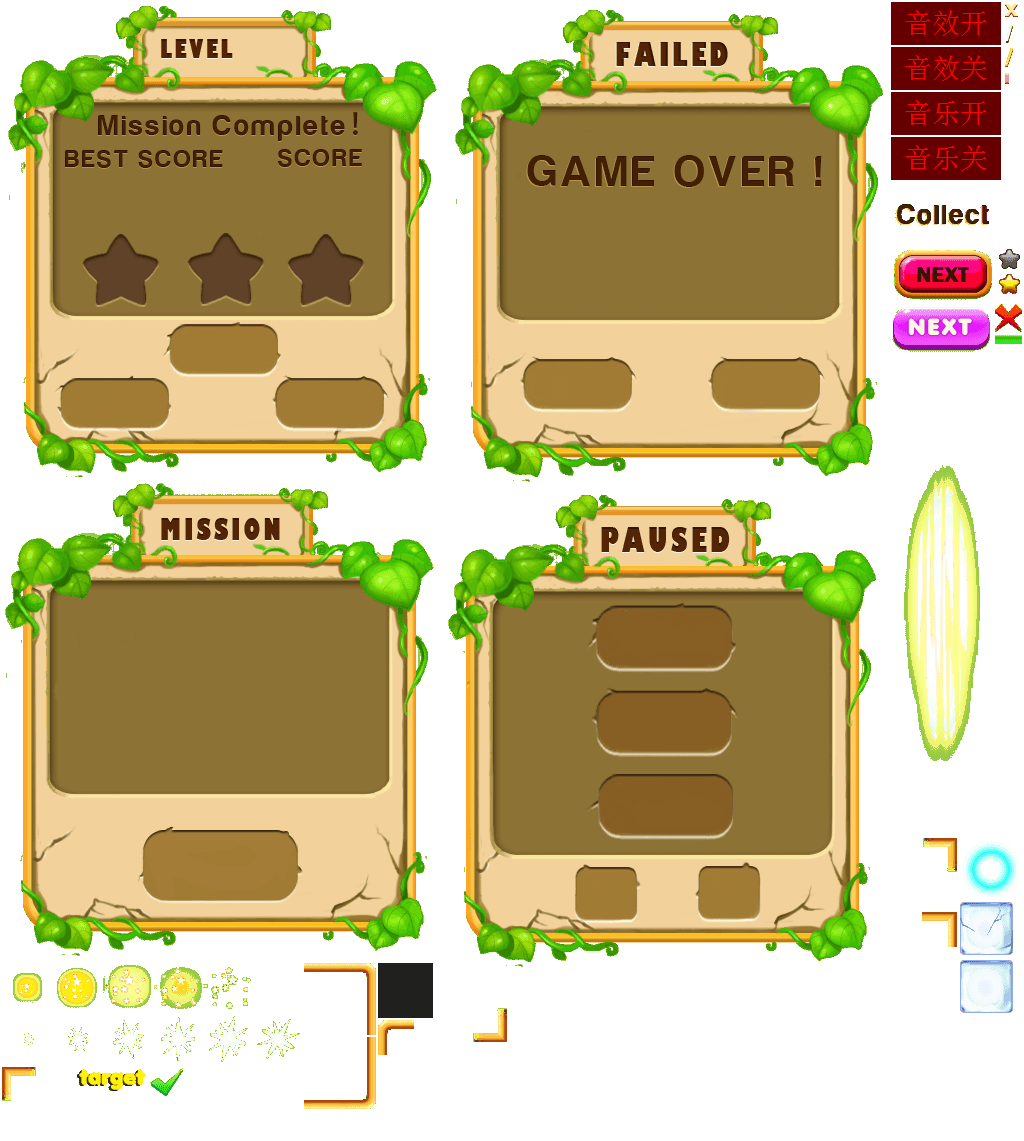 LEVEL
Mission Complete!
BEST SCORE
SCORE
FAILED
GAME OVER !
音效开
音效关
音乐开
音乐关
Collect
NEXT
NEXT
MISSION
PAUSED
target